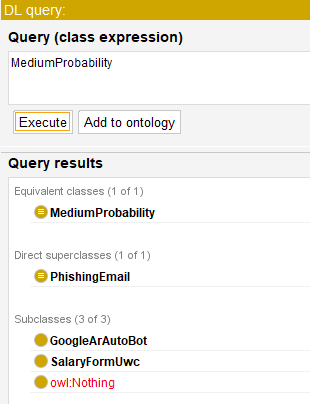 DL query:
Query (class expression)
MediumProbability
Execute
Add to ontology
Query results
Equivalent classes (1 of 1)
MediumProbability
Direct superclasses (1 of 1)
PhishingEmail
Subclasses (3 of 3)
GoogleArAutoBot
SalaryFormUwc
owl:Nothing